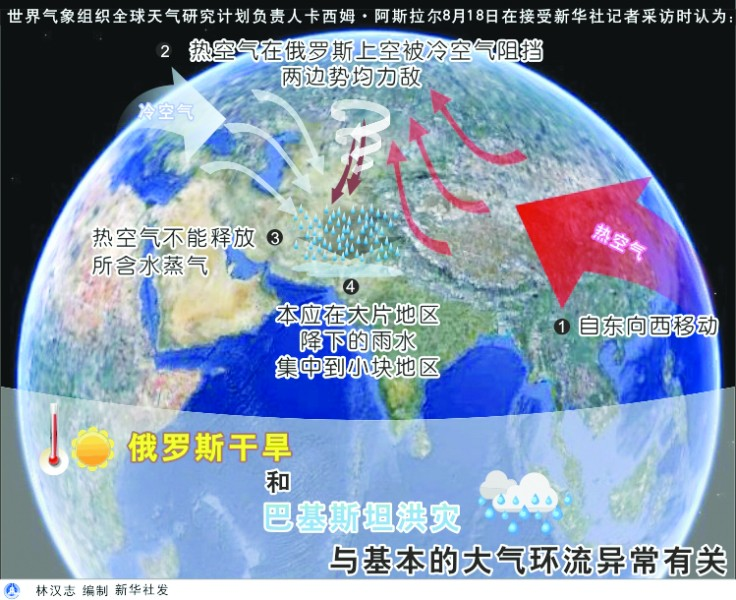 世界气象组织全球天气研究计划负责人卡西姆·阿斯拉尔8月18日在接受新华社记者采访时认为:
❷ 热空气在俄罗斯上空被冷空气阻挡
两边势均力敌
冷空气
热空气
热空气不能释放 ❸
所含水蒸气
❹
本应在大片地区
降下的雨水
集中到小块地区
❶ 自东向西移动
俄罗斯干旱
和
巴基斯坦洪灾
与基本的大气环流异常有关
林汉志 编制 新华社发